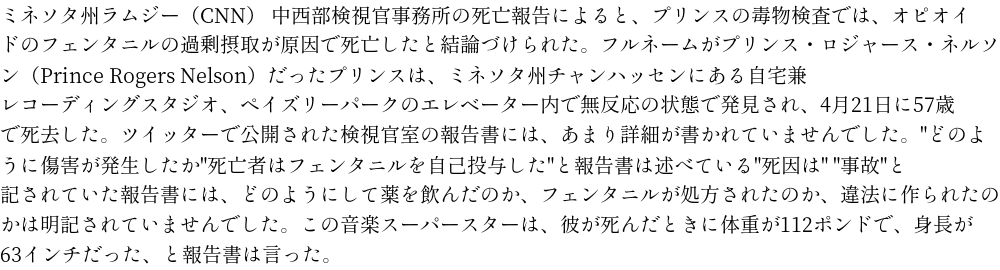 ミネソタ州ラムジー（CNN） 中西部検視官事務所の死亡報告によると、プリンスの毒物検査では、オピオイ
ドのフェンタニルの過剰摂取が原因で死亡したと結論づけられた。フルネームがプリンス・ロジャース・ネルソ
ン（Prince Rogers Nelson）だったプリンスは、ミネソタ州チャンハッセンにある自宅兼
レコーディングスタジオ、ペイズリーパークのエレベーター内で無反応の状態で発見され、4月21日に57歳
で死去した。ツイッターで公開された検視官室の報告書には、あまり詳細が書かれていませんでした。"どのよ
うに傷害が発生したか"死亡者はフェンタニルを自己投与した"と報告書は述べている"死因は" "事故"と
記されていた報告書には、どのようにして薬を飲んだのか、フェンタニルが処方されたのか、違法に作られたの
かは明記されていませんでした。この音楽スーパースターは、彼が死んだときに体重が112ポンドで、身長が
63インチだった、と報告書は言った。